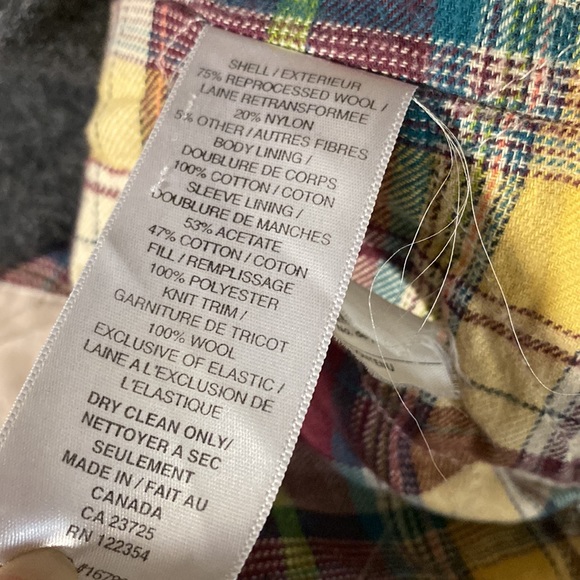 SHELL / EXTERIEUR
75% REPROCESSED WOOL /
LAINE RETRANSFORMEE
20% NYLON
5% OTHER / AUTRES FIBRES
BODY LINING /
DOUBLURE DE CORPS
100% COTTON / COTON
SLEEVE LINING /
DOUBLURE DE MANCHES
53% ACETATE
47% COTTON / COTON
FILL / REMPLISSAGE
100% POLYESTER
KNIT TRIM /
GARNITURE DE TRICOT
100% WOOL
EXCLUSIVE OF ELASTIC /
LAINE A L'EXCLUSION DE
L'ELASTIQUE
DRY CLEAN ONLY/
NETTOYER A SEC
SEULEMENT
MADE IN / FAIT AU
CANADA
CA 23725
RN 122354